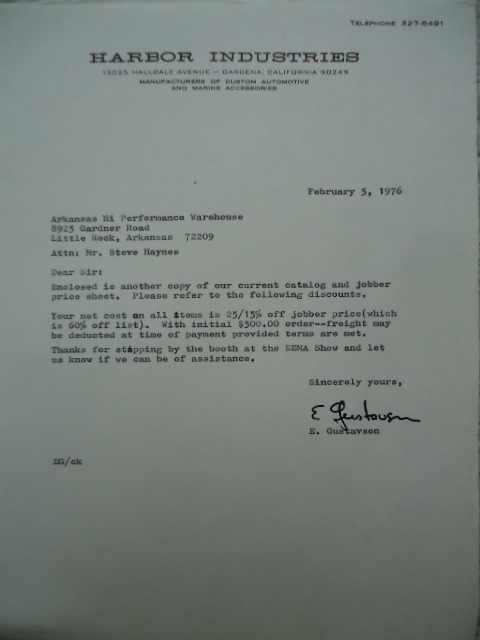 TELEPHONE 327-8491
HARBOR INDUSTRIES
13025 HALLDALE AVENUE — GARDENA, CALIFORNIA 90249
MANUFACTURERS OF CUSTOM AUTOMOTIVE
AND MARINE ACCESSORIES
February 5, 1976
Arkansas Hi Performance Warehouse
8925 Gardner Road
Little Rock, Arkansas 72209
Attn: Mr. Steve Haynes
Dear Sir:
Enclosed is another copy of our current catalog and jobber
price sheet. Please refer to the following discounts.
Your net cost on all items is 25/15% off jobber price(which
is 60% off list). With initial $500.00 order--freight may
be deducted at time of payment provided terms are met.
Thanks for stopping by the booth at the SEMA Show and let
us know if we can be of assistance.
Sincerely yours,
E Gustavson
E. Gustavson
EG/ck